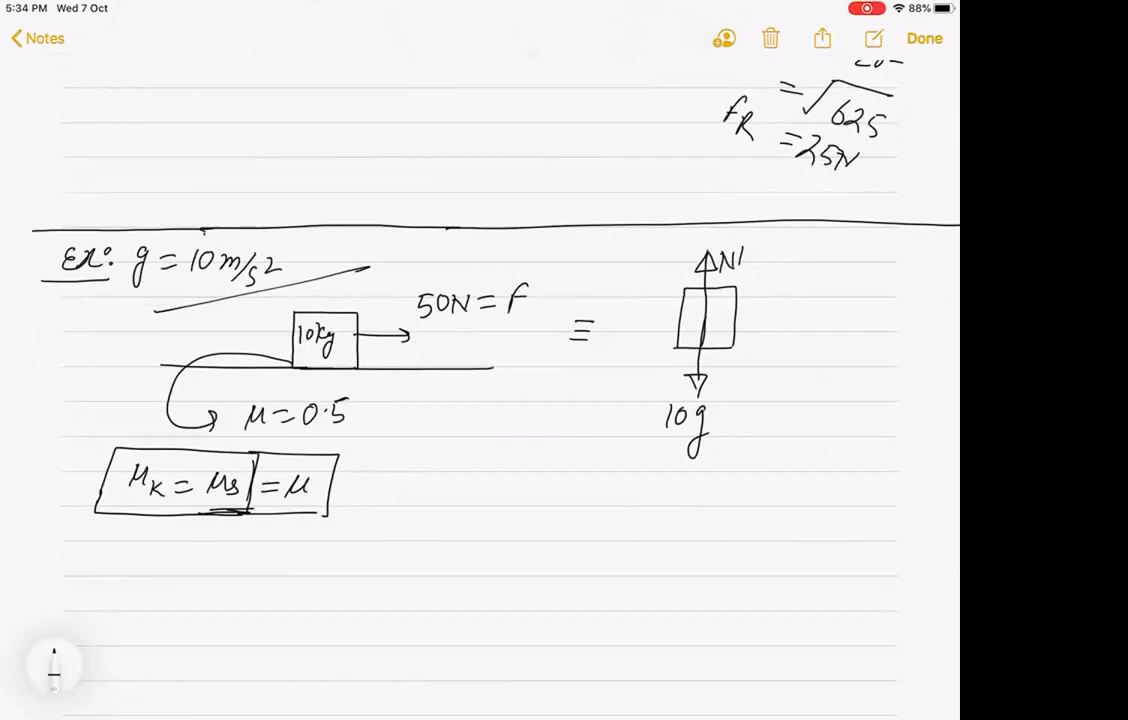 5:34 PM Wed 7 Oct
88%
Notes
Done
= √625
fR
= 25N
Ex: g = 10 m/s2
50N = F
10kg
≡
N'
10g
μ = 0.5
μK = μs = μ